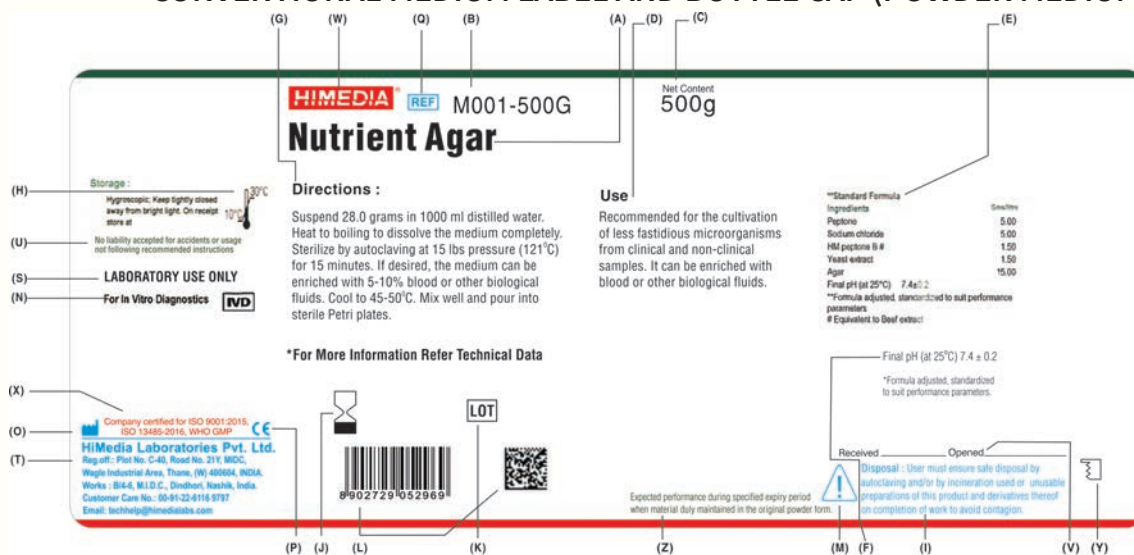 CONVENTIONAL MEDIUM LABEL AND BOTTLE CAP (POWDER MEDIUM
(G) (W) (Q) (B) (A) (D) (C) (E)
HIMEDIA® REF M001-500G
Net Content
500g
Nutrient Agar
(H)
Storage :
Hygroscopic; Keep tightly closed
away from bright light. On receipt
store at
30°C
10°C
(U)
No liability accepted for accidents or usage
not following recommended instructions
(S)
LABORATORY USE ONLY
(N)
For In Vitro Diagnostics IVD
Directions :
Suspend 28.0 grams in 1000 ml distilled water.
Heat to boiling to dissolve the medium completely.
Sterilize by autoclaving at 15 lbs pressure (121°C)
for 15 minutes. If desired, the medium can be
enriched with 5-10% blood or other biological
fluids. Cool to 45-50°C. Mix well and pour into
sterile Petri plates.
*For More Information Refer Technical Data
Use
Recommended for the cultivation
of less fastidious microorganisms
from clinical and non-clinical
samples. It can be enriched with
blood or other biological fluids.
**Standard Formula
Ingredients Gms/litre
Peptone 5.00
Sodium chloride 5.00
HM peptone B # 1.50
Yeast extract 1.50
Agar 15.00
Final pH (at 25°C) 7.4±0.2
**Formula adjusted, standardized to suit performance
parameters
# Equivalent to Beef extract
Final pH (at 25°C) 7.4 ± 0.2
*Formula adjusted, standardized
to suit performance parameters.
(X)
Company certified for ISO 9001:2015,
ISO 13485-2016, WHO GMP
CE
(O)
HiMedia Laboratories Pvt. Ltd.
(T)
Reg.off.: Plot No. C-40, Road No. 21Y, MIDC,
Wagle Industrial Area, Thane, (W) 400604, INDIA.
Works : B/4-6, M.I.D.C., Dindhori, Nashik, India.
Customer Care No.: 00-91-22-6116 9797
Email: techhelp@himedialabs.com
LOT
8 902729 052969
Received Opened
Disposal : User must ensure safe disposal by
autoclaving and/or by incineration used or unusable
preparations of this product and derivatives thereof
on completion of work to avoid contagion.
Expected performance during specified expiry period
when material duly maintained in the original powder form.
(P) (J) (L) (K) (Z) (M) (F) (I) (V) (Y)